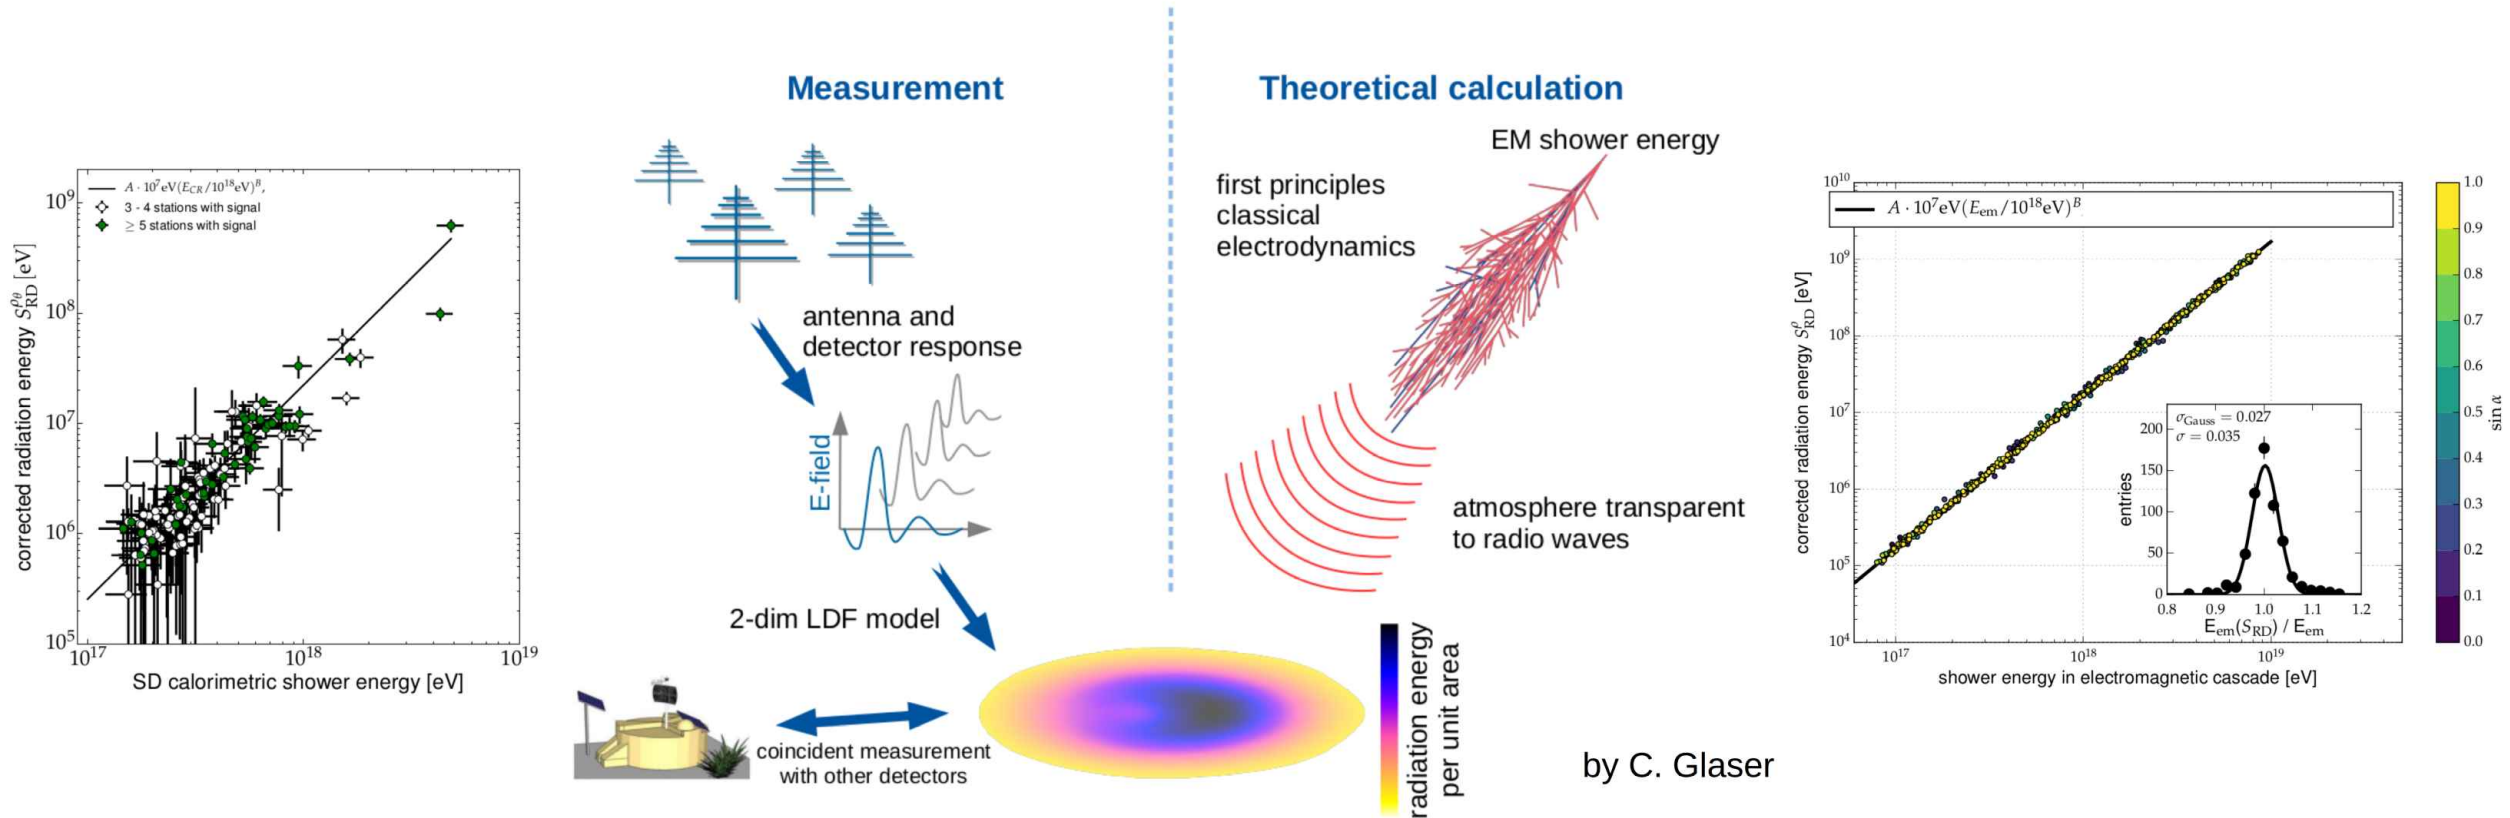 Measurement
Theoretical calculation
EM shower energy
first principles
classical
electrodynamics
antenna and
detector response
E-field
atmosphere transparent
to radio waves
2-dim LDF model
coincident measurement
with other detectors
radiation energy
per unit area
by C. Glaser
A · 10⁷eV(E_CR/10¹⁸eV)ᴮ,
3 - 4 stations with signal
≥ 5 stations with signal
corrected radiation energy S_RD^ρθ [eV]
10⁹
10⁸
10⁷
10⁶
10⁵
10¹⁷ 10¹⁸ 10¹⁹
SD calorimetric shower energy [eV]
A · 10⁷eV(E_em/10¹⁸eV)ᴮ
corrected radiation energy S_RD^ρ [eV]
10¹⁰
10⁹
10⁸
10⁷
10⁶
10⁵
10⁴
10¹⁷ 10¹⁸ 10¹⁹
shower energy in electromagnetic cascade [eV]
σ_Gauss = 0.027
σ = 0.035
entries
200
150
100
50
0
0.8 0.9 1.0 1.1 1.2
E_em(S_RD) / E_em
1.0
0.9
0.8
0.7
0.6
0.5
0.4
0.3
0.2
0.1
0.0
sin α